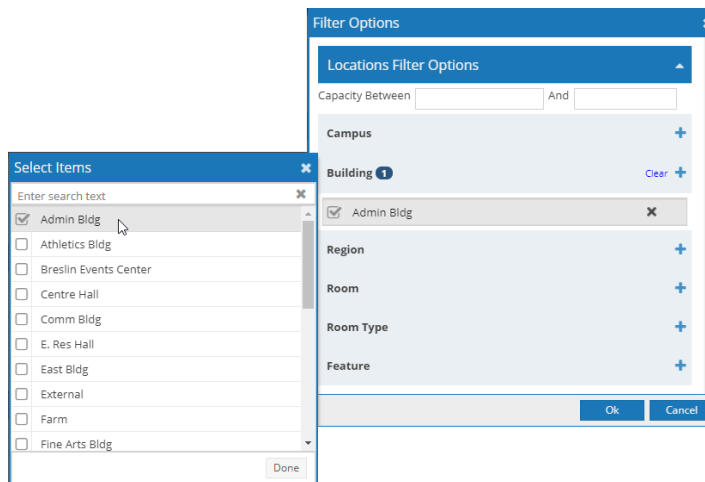 Filter Options
Locations Filter Options
Capacity Between And
Campus
Building 1 Clear
Admin Bldg
Region
Room
Room Type
Feature
Ok Cancel
Select Items
Enter search text
Admin Bldg
Athletics Bldg
Breslin Events Center
Centre Hall
Comm Bldg
E. Res Hall
East Bldg
External
Farm
Fine Arts Bldg
Done